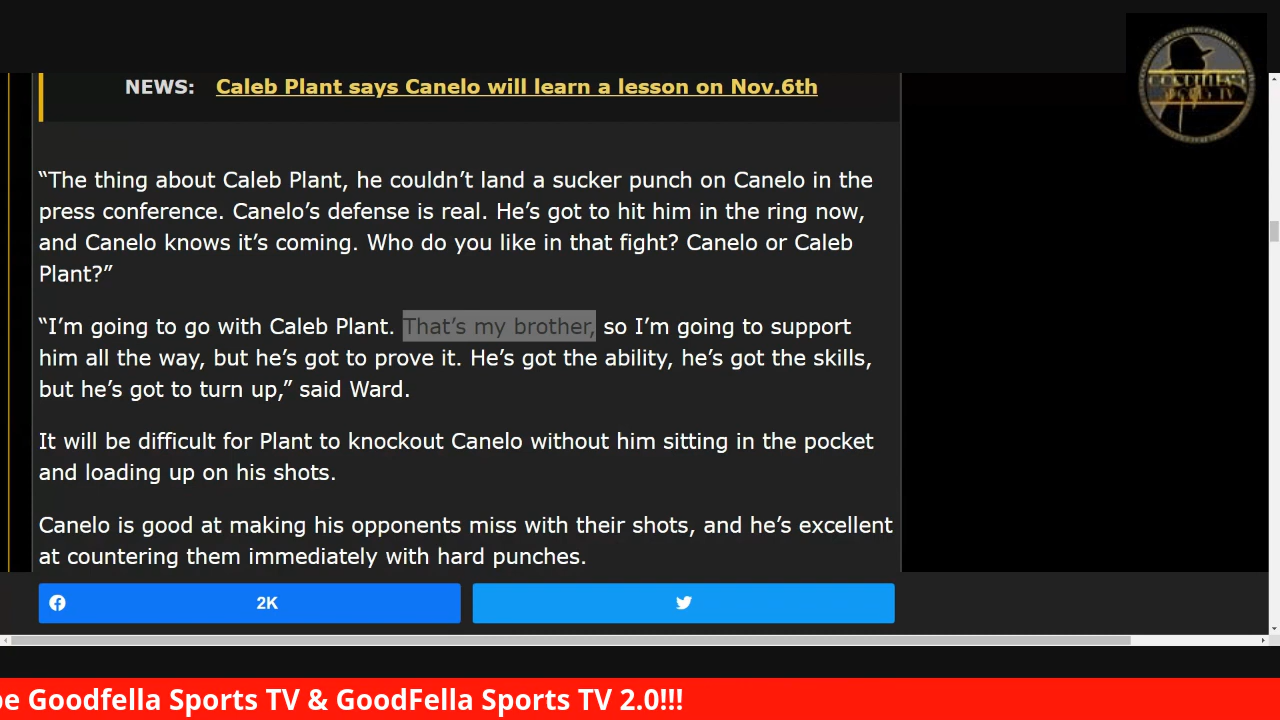 NEWS: Caleb Plant says Canelo will learn a lesson on Nov.6th
“The thing about Caleb Plant, he couldn’t land a sucker punch on Canelo in the
press conference. Canelo’s defense is real. He’s got to hit him in the ring now,
and Canelo knows it’s coming. Who do you like in that fight? Canelo or Caleb
Plant?”
“I’m going to go with Caleb Plant. That’s my brother, so I’m going to support
him all the way, but he’s got to prove it. He’s got the ability, he’s got the skills,
but he’s got to turn up,” said Ward.
It will be difficult for Plant to knockout Canelo without him sitting in the pocket
and loading up on his shots.
Canelo is good at making his opponents miss with their shots, and he’s excellent
at countering them immediately with hard punches.
2K
Goodfella Sports TV & GoodFella Sports TV 2.0!!!